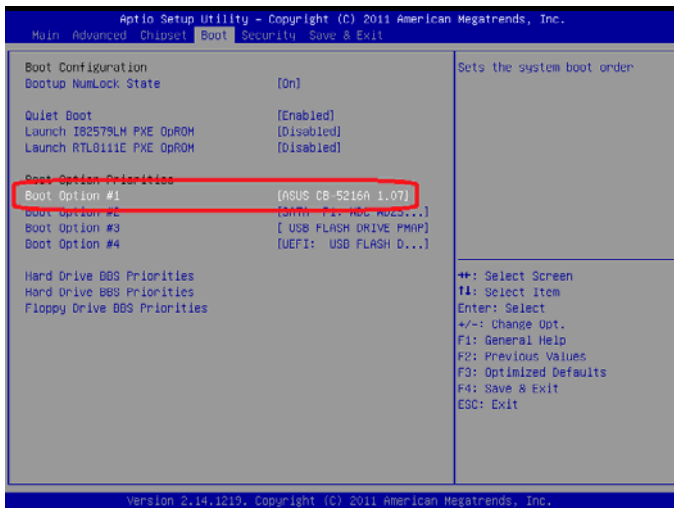 Aptio Setup Utility - Copyright (C) 2011 American Megatrends, Inc.
Main Advanced Chipset Boot Security Save & Exit
Boot Configuration
Bootup NumLock State [On]
Quiet Boot [Enabled]
Launch I82579LM PXE OpROM [Disabled]
Launch RTL8111E PXE OpROM [Disabled]
Boot Option Priorities
Boot Option #1 [ASUS CB-5216A 1.07]
Boot Option #2 [SATA P1: WDC
Boot Option #3 [ USB FLASH DRIVE PMAP]
Boot Option #4 [UEFI: USB FLASH D...]
Hard Drive BBS Priorities
Hard Drive BBS Priorities
Floppy Drive BBS Priorities
Sets the system boot order
: Select Screen
↑↓: Select Item
Enter: Select
+/-: Change Opt.
F1: General Help
F2: Previous Values
F3: Optimized Defaults
F4: Save & Exit
ESC: Exit
Version 2.14.1219. Copyright (C) 2011 American Megatrends, Inc.